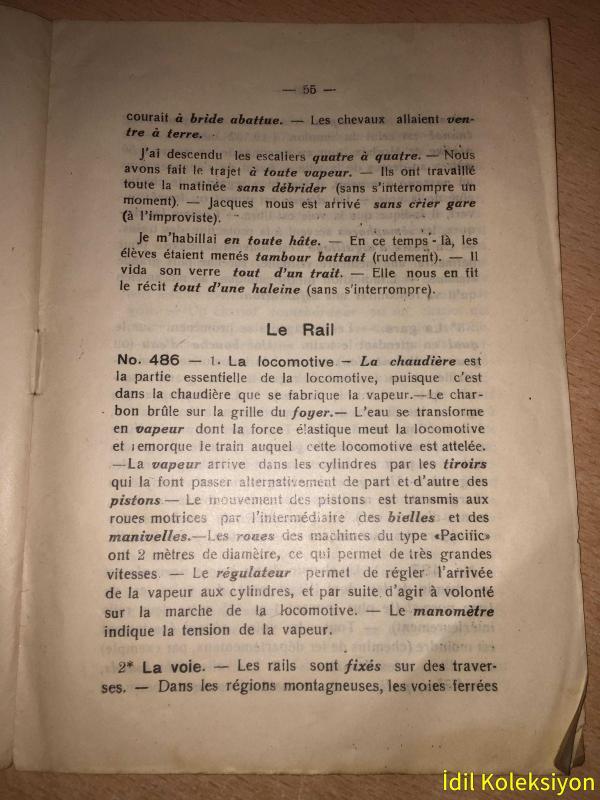 — 55 —
courait à bride abattue. — Les chevaux allaient ven-
tre à terre.
J'ai descendu les escaliers quatre à quatre. — Nous
avons fait le trajet à toute vapeur. — Ils ont travaillé
toute la matinée sans débrider (sans s'interrompre un
moment). — Jacques nous est arrivé sans crier gare
(à l'improviste).
Je m'habillai en toute hâte. — En ce temps-là, les
élèves étaient menés tambour battant (rudement). — Il
vida son verre tout d'un trait. — Elle nous en fit
le récit tout d'une haleine (sans s'interrompre).
Le Rail
No. 486 — 1. La locomotive — La chaudière est
la partie essentielle de la locomotive, puisque c'est
dans la chaudière que se fabrique la vapeur.—Le char-
bon brûle sur la grille du foyer.— L'eau se transforme
en vapeur dont la force élastique meut la locomotive
et remorque le train auquel cette locomotive est attelée.
—La vapeur arrive dans les cylindres par les tiroirs
qui la font passer alternativement de part et d'autre des
pistons — Le mouvement des pistons est transmis aux
roues motrices par l'intermédiaire des bielles et des
manivelles.—Les roues des machines du type «Pacific»
ont 2 mètres de diamètre, ce qui permet de très grandes
vitesses — Le régulateur permet de régler l'arrivée
de la vapeur aux cylindres, et par suite d'agir à volonté
sur la marche de la locomotive. — Le manomètre
indique la tension de la vapeur.
2* La voie. — Les rails sont fixés sur des traver-
ses. — Dans les régions montagneuses, les voies ferrées
İdil Koleksiyon